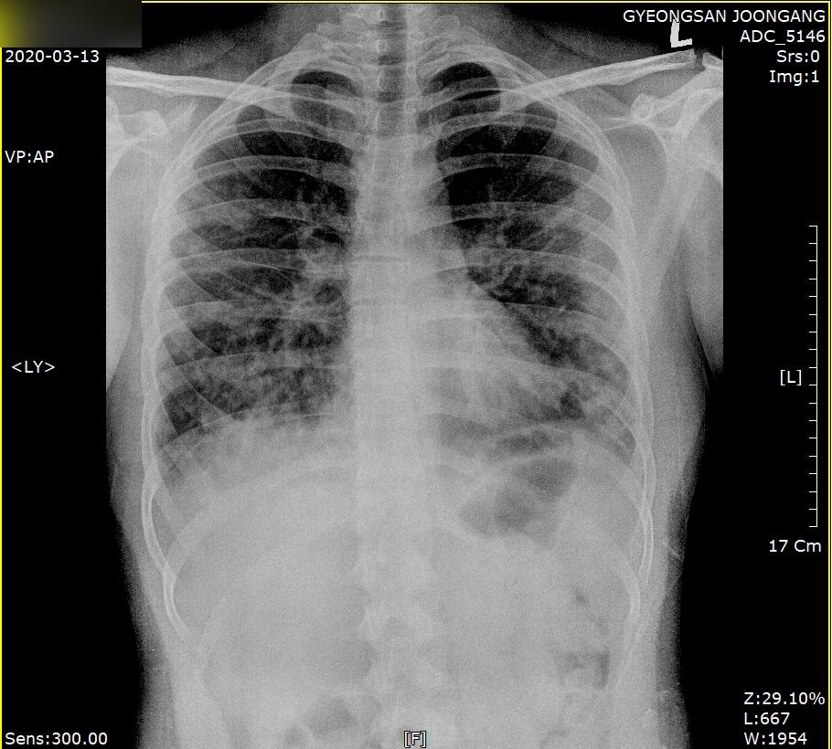 GYEONGSAN JOONGANG
L
ADC_5146
2020-03-13
Srs:0
Img:1
VP:AP
<LY>
[L]
17 Cm
Z:29.10%
L:667
Sens:300.00
[F]
W:1954